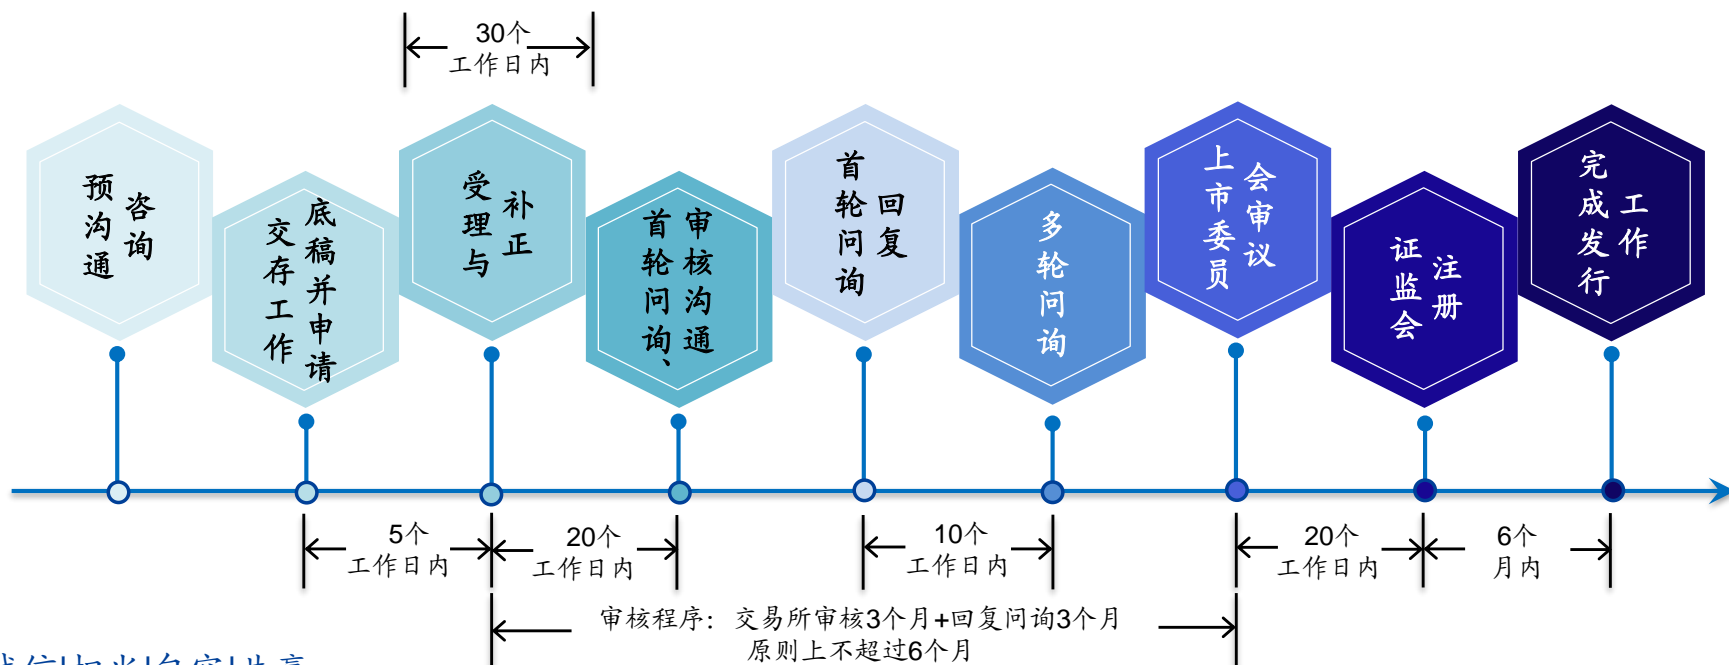 30个
工作日内
预沟通
咨询
交存工作
底稿并申请
受理与
补正
首轮问询、
审核沟通
首轮问询
回复
多轮问询
上市委员
会审议
证监会
注册
完成发行
工作
5个
工作日内
20个
工作日内
10个
工作日内
20个
工作日内
6个
月内
审核程序：交易所审核3个月+回复问询3个月
原则上不超过6个月